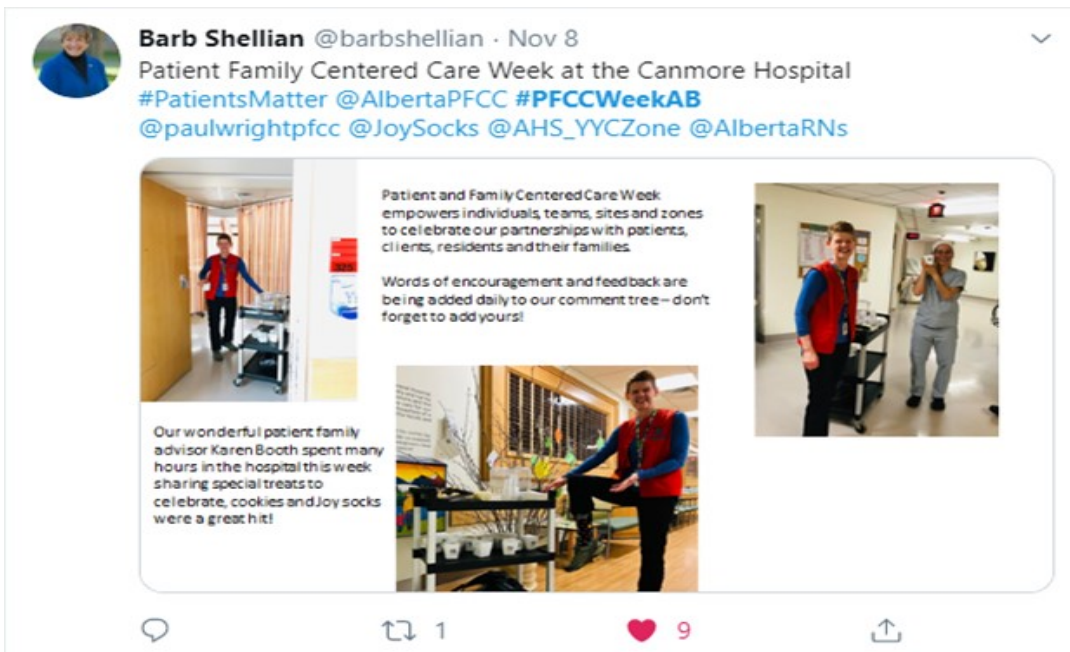 Barb Shellian @barbshellian · Nov 8
Patient Family Centered Care Week at the Canmore Hospital
#PatientsMatter @AlbertaPFCC #PFCCWeekAB
@paulwrightpfcc @JoySocks @AHS_YYCZone @AlbertaRNs
Patient and Family Centered Care Week
empowers individuals, teams, sites and zones
to celebrate our partnerships with patients,
clients, residents and their families.
Words of encouragement and feedback are
being added daily to our comment tree – don't
forget to add yours!
325
Our wonderful patient family
advisor Karen Booth spent many
hours in the hospital this week
sharing special treats to
celebrate, cookies and Joy socks
were a great hit!
1
9